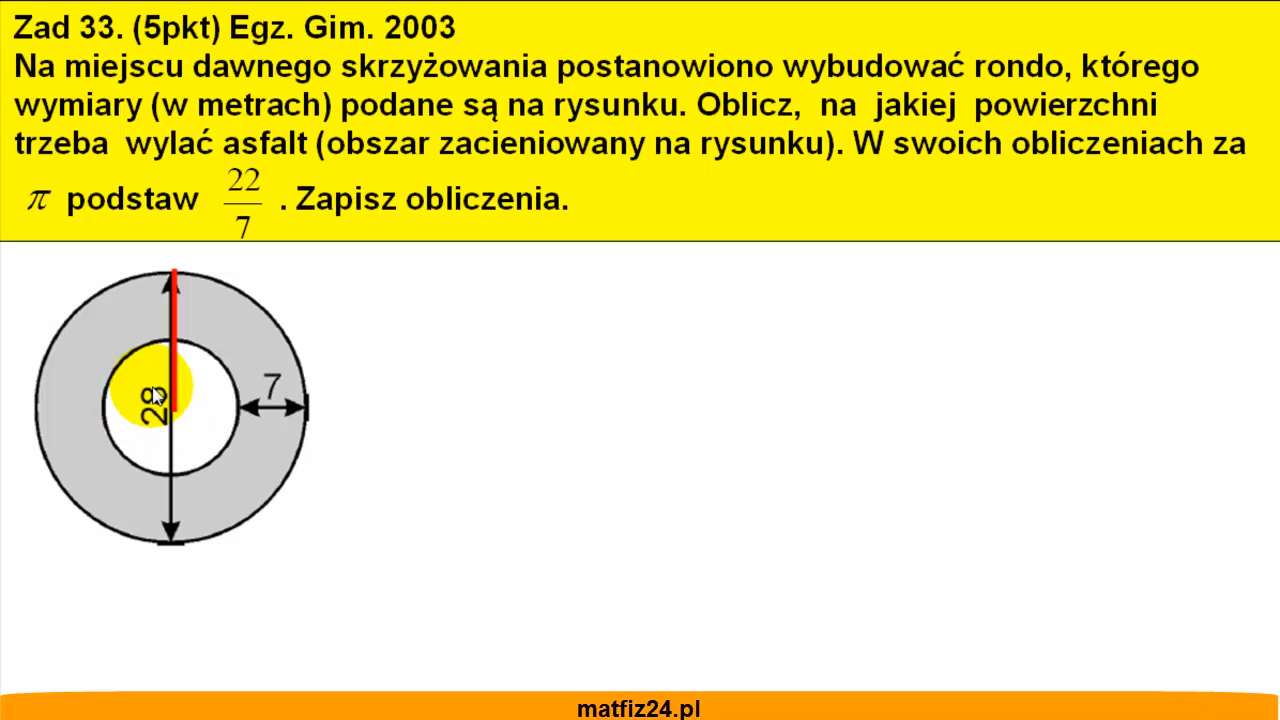 Zad 33. (5pkt) Egz. Gim. 2003
Na miejscu dawnego skrzyżowania postanowiono wybudować rondo, którego
wymiary (w metrach) podane są na rysunku. Oblicz, na jakiej powierzchni
trzeba wylać asfalt (obszar zacieniowany na rysunku). W swoich obliczeniach za
π podstaw 22/7 . Zapisz obliczenia.
7
28
matfiz24.pl